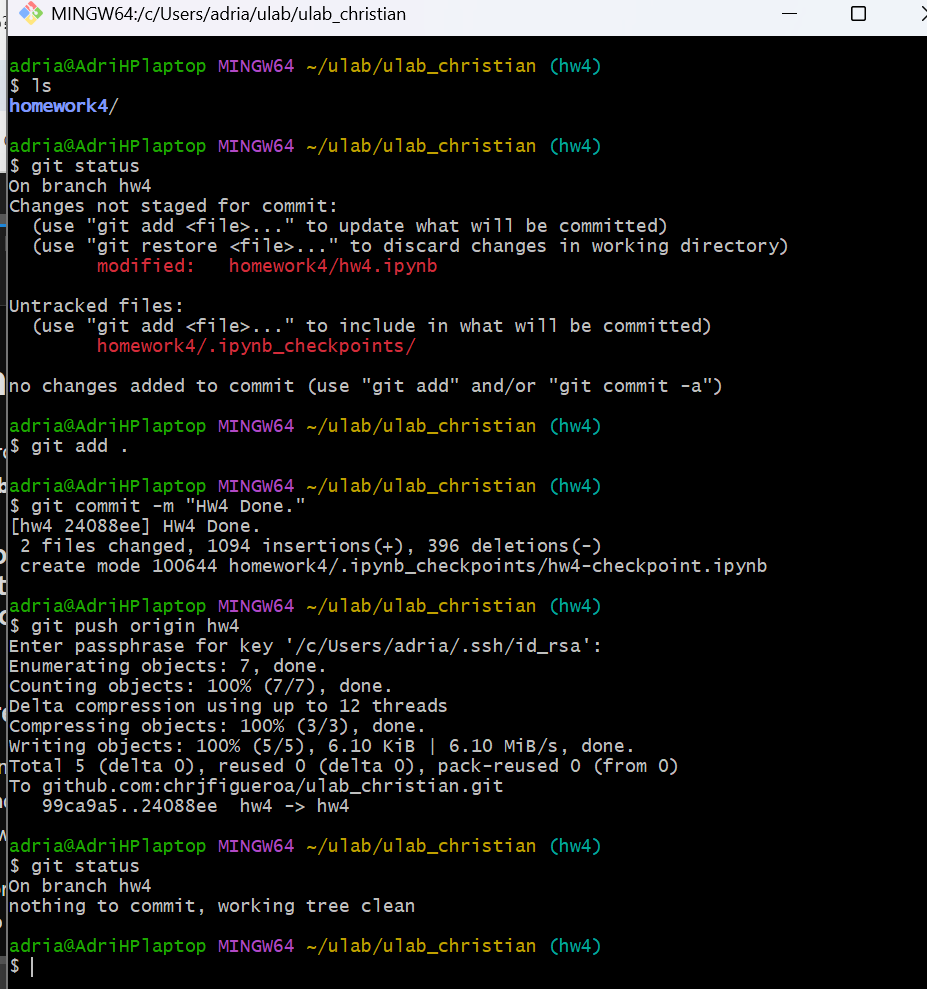 MINGW64:/c/Users/adria/ulab/ulab_christian
adria@AdriHPlaptop MINGW64 ~/ulab/ulab_christian (hw4)
$ ls
homework4/
adria@AdriHPlaptop MINGW64 ~/ulab/ulab_christian (hw4)
$ git status
On branch hw4
Changes not staged for commit:
  (use "git add <file>..." to update what will be committed)
  (use "git restore <file>..." to discard changes in working directory)
        modified:   homework4/hw4.ipynb
Untracked files:
  (use "git add <file>..." to include in what will be committed)
        homework4/.ipynb_checkpoints/
no changes added to commit (use "git add" and/or "git commit -a")
adria@AdriHPlaptop MINGW64 ~/ulab/ulab_christian (hw4)
$ git add .
adria@AdriHPlaptop MINGW64 ~/ulab/ulab_christian (hw4)
$ git commit -m "HW4 Done."
[hw4 24088ee] HW4 Done.
 2 files changed, 1094 insertions(+), 396 deletions(-)
 create mode 100644 homework4/.ipynb_checkpoints/hw4-checkpoint.ipynb
adria@AdriHPlaptop MINGW64 ~/ulab/ulab_christian (hw4)
$ git push origin hw4
Enter passphrase for key '/c/Users/adria/.ssh/id_rsa':
Enumerating objects: 7, done.
Counting objects: 100% (7/7), done.
Delta compression using up to 12 threads
Compressing objects: 100% (3/3), done.
Writing objects: 100% (5/5), 6.10 KiB | 6.10 MiB/s, done.
Total 5 (delta 0), reused 0 (delta 0), pack-reused 0 (from 0)
To github.com:chrjfigueroa/ulab_christian.git
   99ca9a5..24088ee  hw4 -> hw4
adria@AdriHPlaptop MINGW64 ~/ulab/ulab_christian (hw4)
$ git status
On branch hw4
nothing to commit, working tree clean
adria@AdriHPlaptop MINGW64 ~/ulab/ulab_christian (hw4)
$